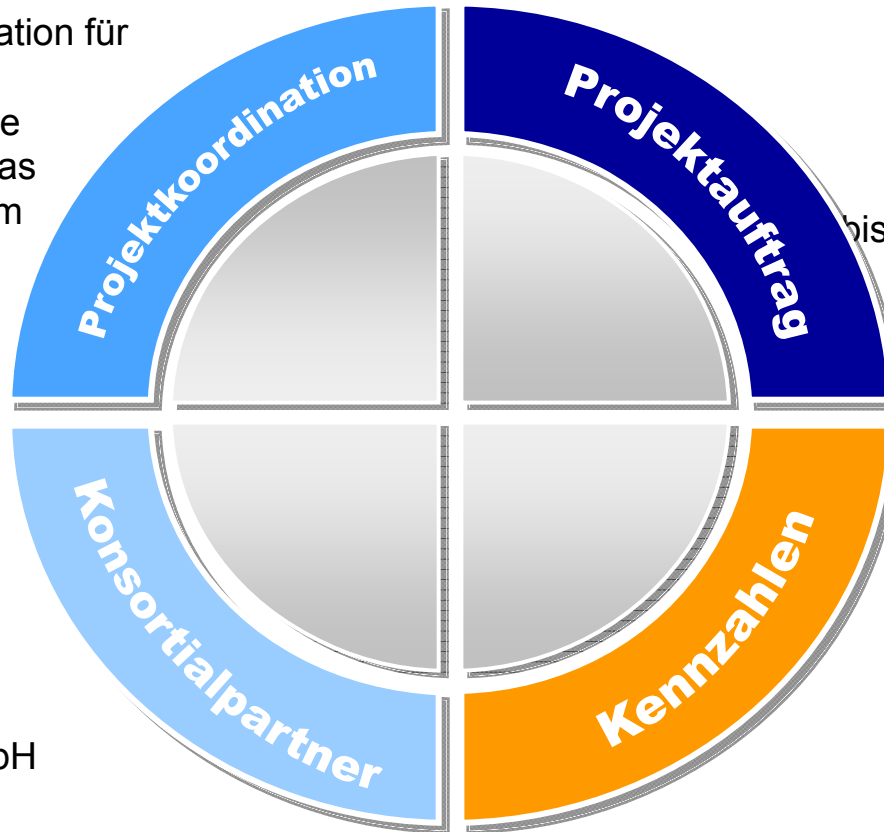 ation für
e
as
m
Projektkoordination
Projektauftrag
bis
Konsortialpartner
Kennzahlen
bH